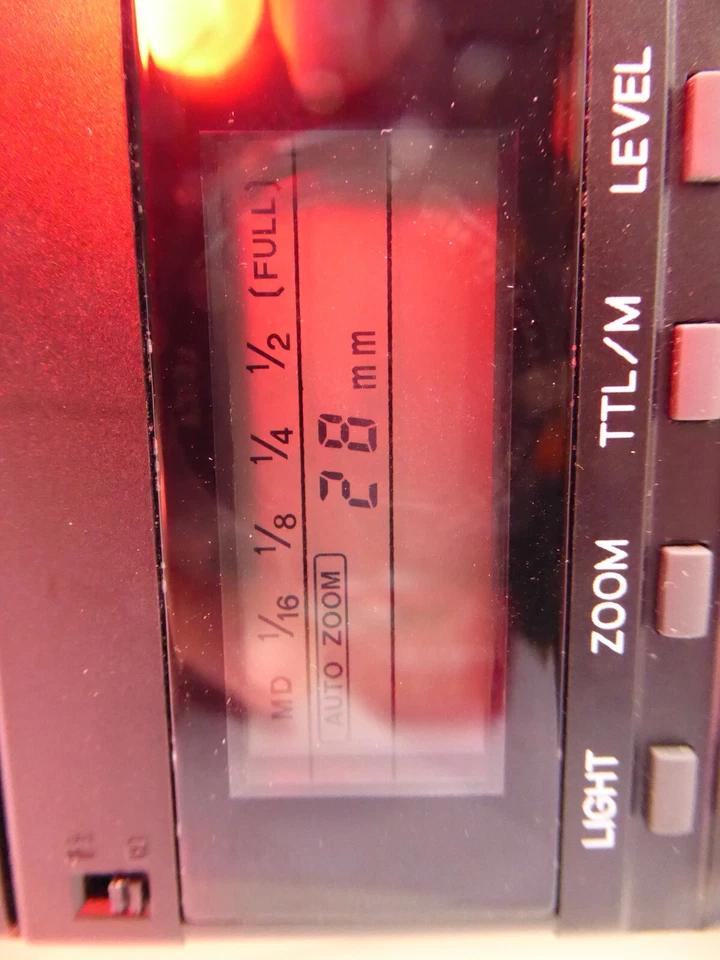 MD 1/16 1/8 1/4 1/2 (FULL)
AUTO ZOOM 28 mm
LIGHT ZOOM TTL/M LEVEL